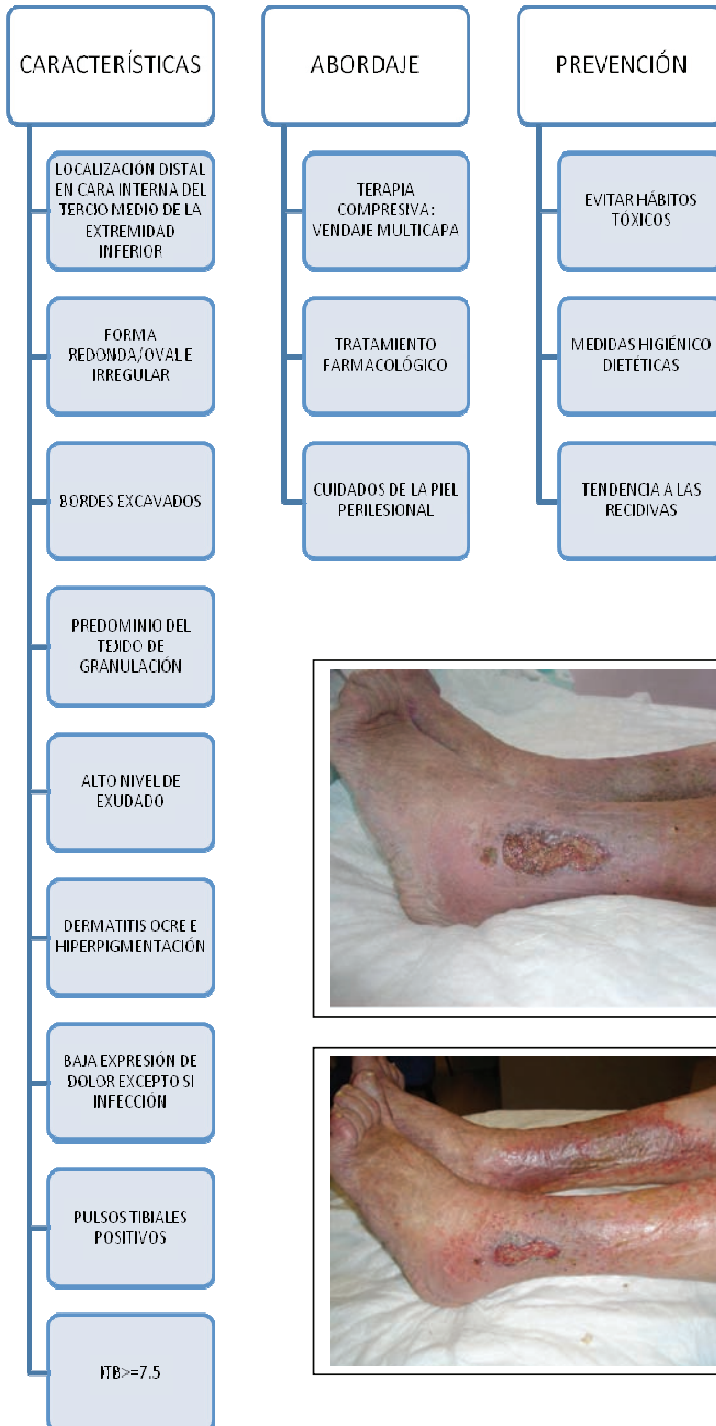 CARACTERÍSTICAS
LOCALIZACIÓN DISTAL
EN CARA INTERNA DEL
TERCIO MEDIO DE LA
EXTREMIDAD
INFERIOR
FORMA
REDONDA/OVAL E
IRREGULAR
BORDES EXCAVADOS
PREDOMINIO DEL
TEJIDO DE
GRANULACIÓN
ALTO NIVEL DE
EXUDADO
DERMATITIS OCRE E
HIPERPIGMENTACIÓN
BAJA EXPRESIÓN DE
DOLOR EXCEPTO SI
INFECCIÓN
PULSOS TIBIALES
POSITIVOS
ITB>=7.5
ABORDAJE
TERAPIA
COMPRESIVA:
VENDAJE MULTICAPA
TRATAMIENTO
FARMACOLÓGICO
CUIDADOS DE LA PIEL
PERILESIONAL
PREVENCIÓN
EVITAR HÁBITOS
TÓXICOS
MEDIDAS HIGIÉNICO
DIETÉTICAS
TENDENCIA A LAS
RECIDIVAS